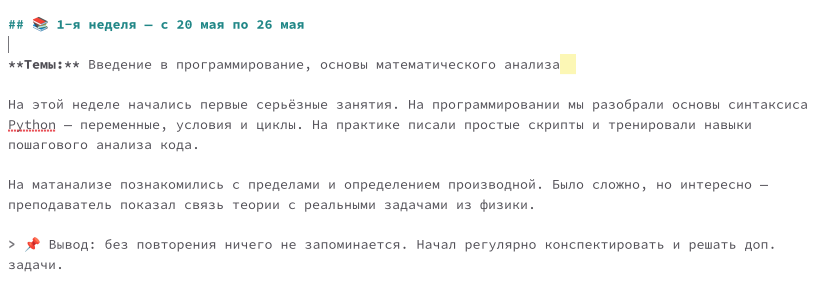 ## 📚 1-я неделя — с 20 мая по 26 мая
**Темы:** Введение в программирование, основы математического анализа
На этой неделе начались первые серьёзные занятия. На программировании мы разобрали основы синтаксиса
Python — переменные, условия и циклы. На практике писали простые скрипты и тренировали навыки
пошагового анализа кода.
На матанализе познакомились с пределами и определением производной. Было сложно, но интересно —
преподаватель показал связь теории с реальными задачами из физики.
> 📌 Вывод: без повторения ничего не запоминается. Начал регулярно конспектировать и решать доп.
задачи.